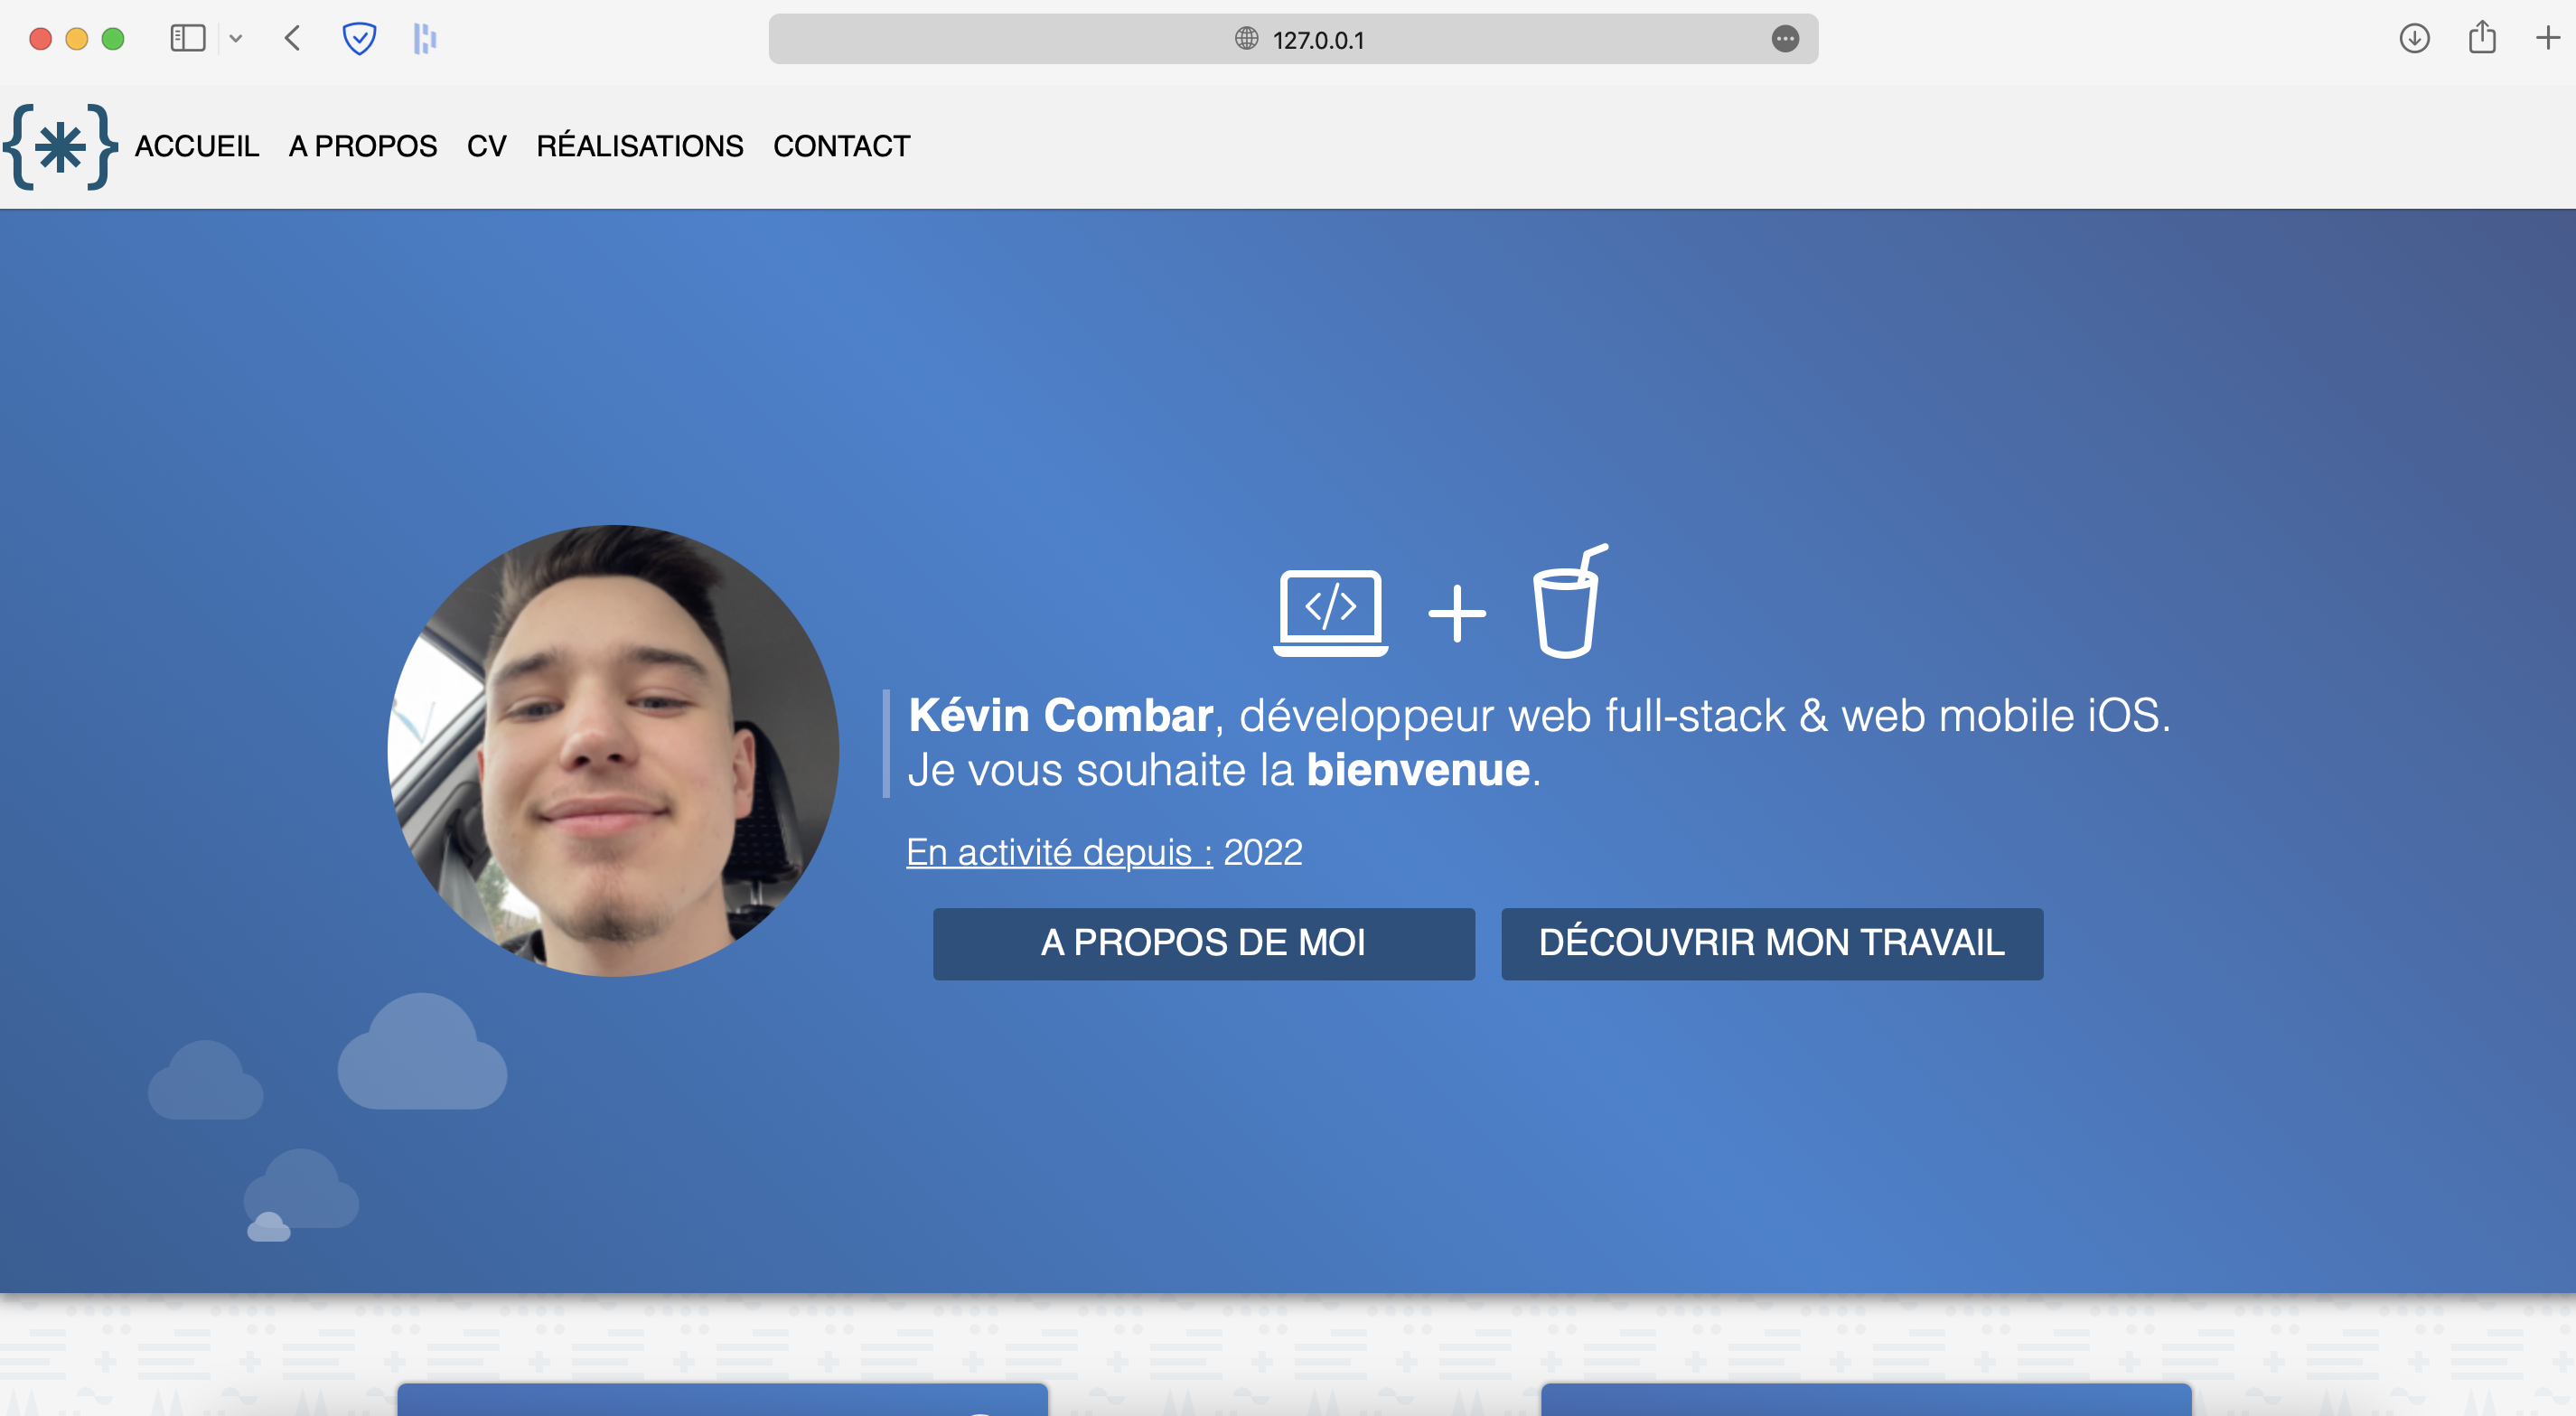 127.0.0.1
{*} ACCUEIL A PROPOS CV RÉALISATIONS CONTACT
</>
Kévin Combar, développeur web full-stack & web mobile iOS.
Je vous souhaite la bienvenue.
En activité depuis : 2022
A PROPOS DE MOI DÉCOUVRIR MON TRAVAIL